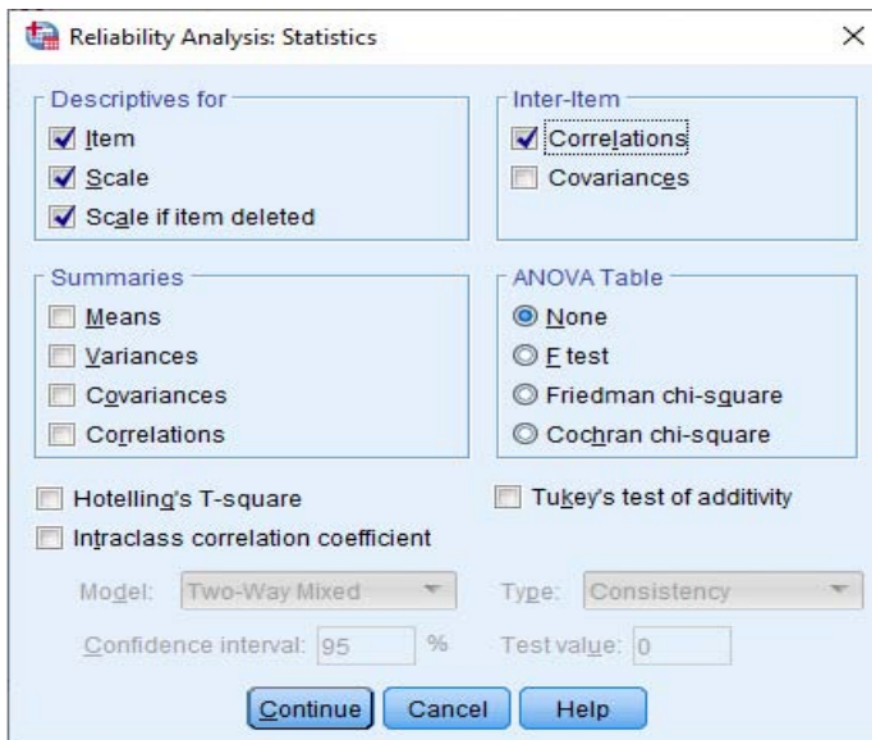 Reliability Analysis: Statistics
Descriptives for
Item
Scale
Scale if item deleted
Inter-Item
Correlations
Covariances
Summaries
Means
Variances
Covariances
Correlations
ANOVA Table
None
F test
Friedman chi-square
Cochran chi-square
Hotelling's T-square
Tukey's test of additivity
Intraclass correlation coefficient
Model: Two-Way Mixed Type: Consistency
Confidence interval: 95 % Test value: 0
Continue Cancel Help